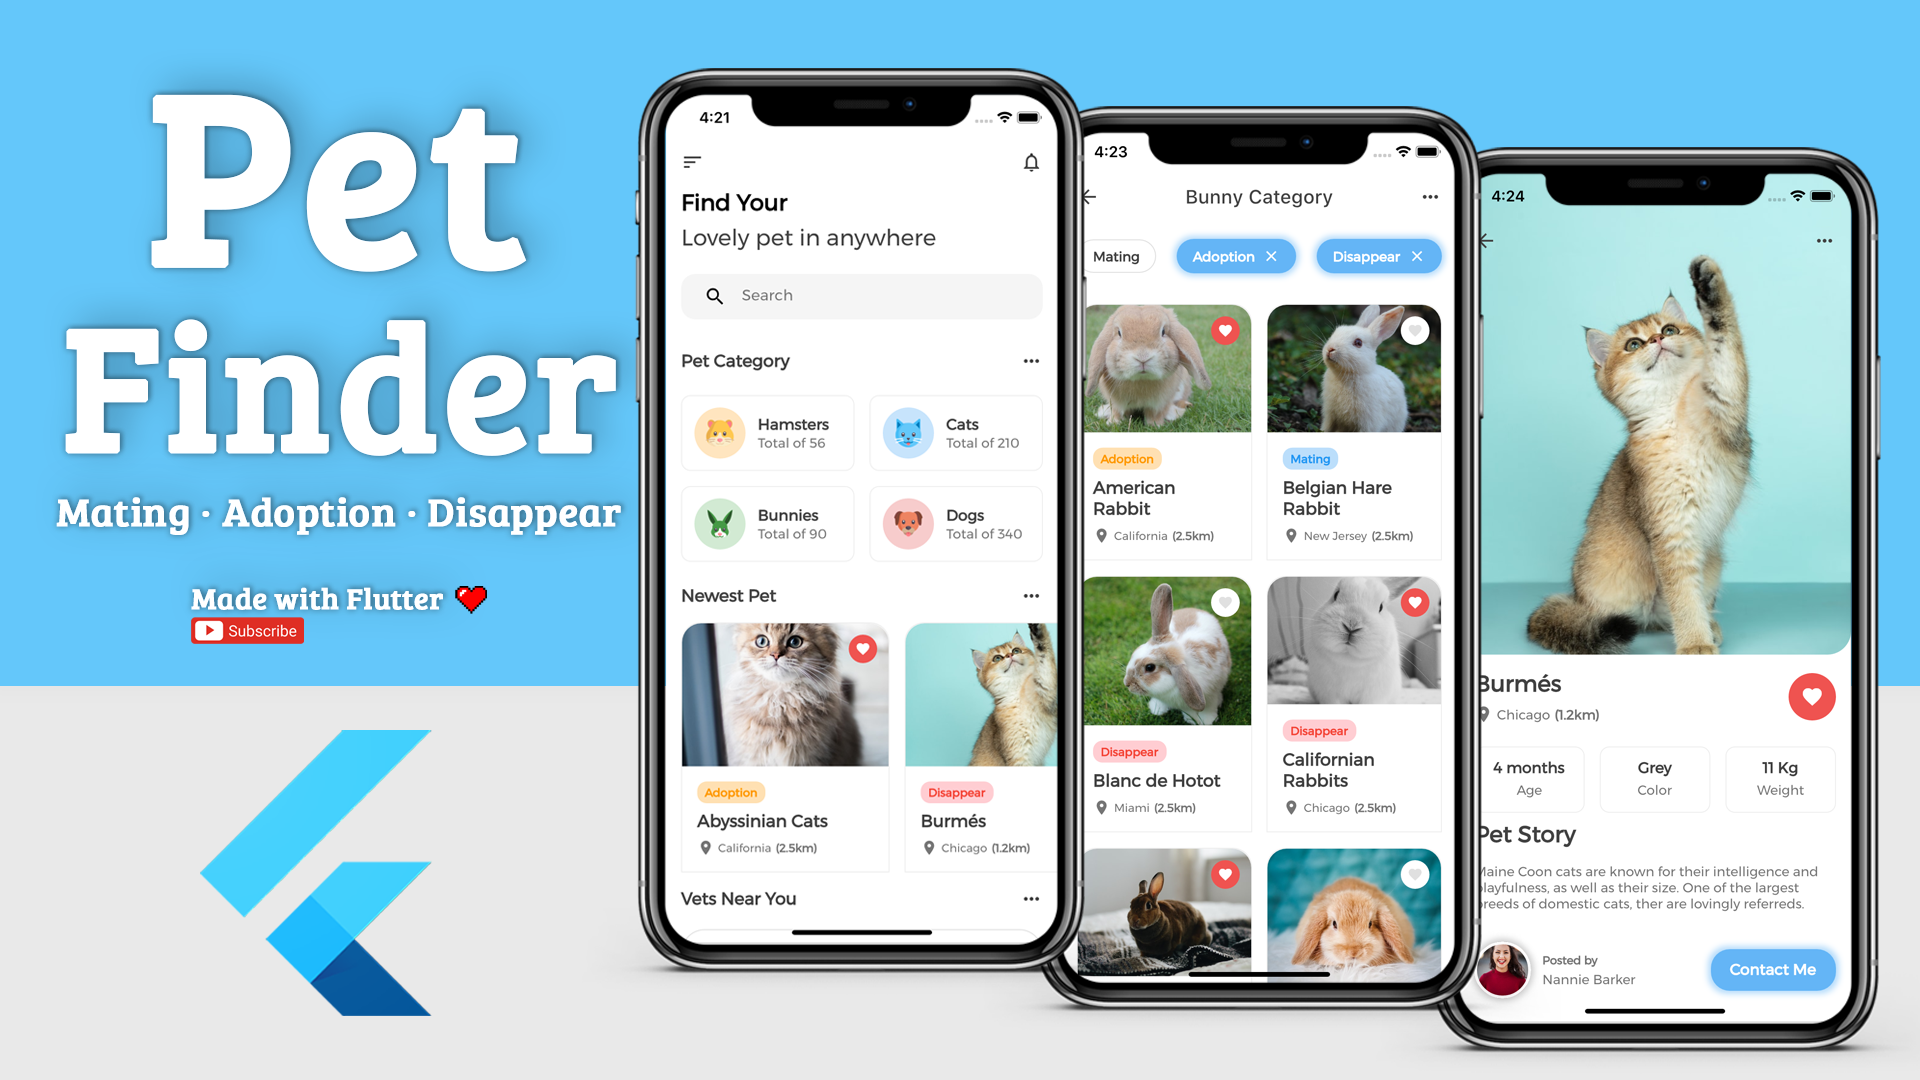 Pet
Finder
Mating · Adoption · Disappear
Made with Flutter
Subscribe
4:21
Find Your
Lovely pet in anywhere
Search
Pet Category
Hamsters
Total of 56
Cats
Total of 210
Bunnies
Total of 90
Dogs
Total of 340
Newest Pet
Adoption
Abyssinian Cats
California (2.5km)
Disappear
Burmés
Chicago (1.2km)
Vets Near You
4:23
Bunny Category
Mating
Adoption
Disappear
Adoption
American
Rabbit
California (2.5km)
Mating
Belgian Hare
Rabbit
New Jersey (2.5km)
Disappear
Blanc de Hotot
Miami (2.5km)
Disappear
Californian
Rabbits
Chicago (2.5km)
4:24
Burmés
Chicago (1.2km)
4 months
Age
Grey
Color
11 Kg
Weight
Pet Story
Maine Coon cats are known for their intelligence and
playfulness, as well as their size. One of the largest
breeds of domestic cats, ther are lovingly referreds.
Posted by
Nannie Barker
Contact Me